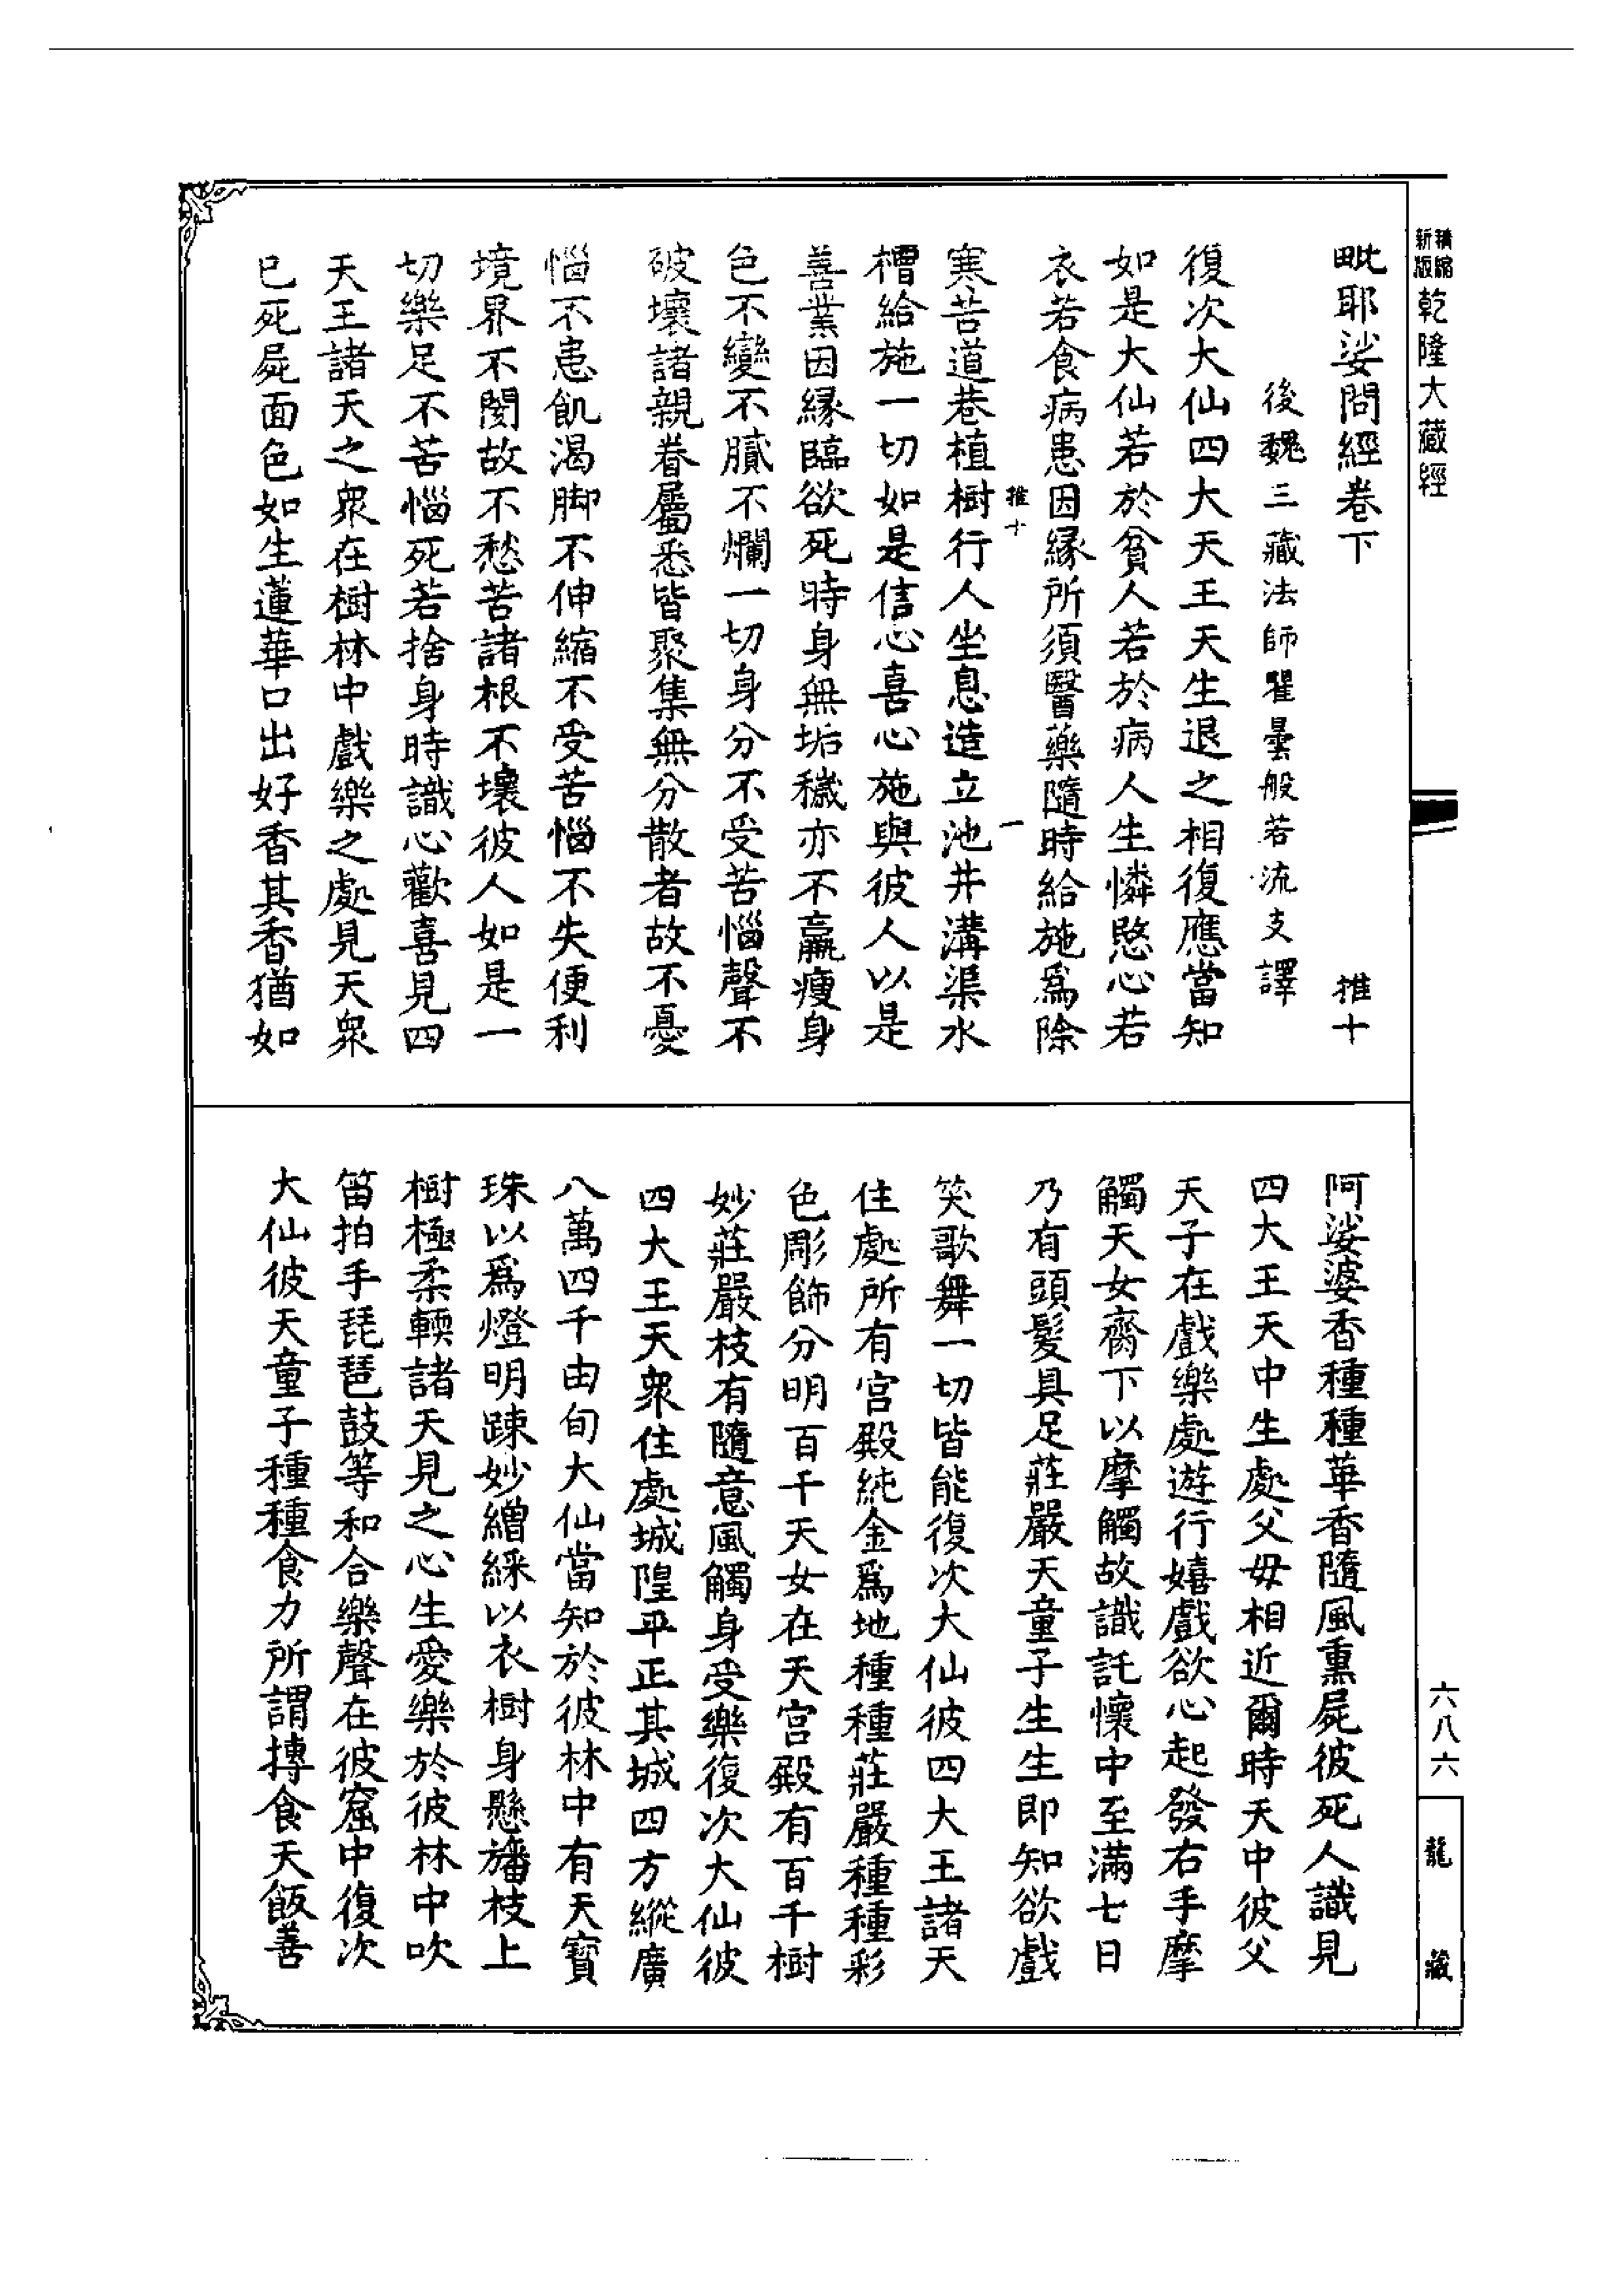 精縮
新版
乾隆大藏經
毗耶娑問經卷下 推十
後魏三藏法師瞿曇般若流支譯
復次大仙四大天王天生退之相復應當知
如是大仙若於貧人若於病人生憐愍心若
衣若食病患因緣所須醫藥隨時給施爲除
推十 一
寒苦道巷植樹行人坐息造立池井溝渠水
槽給施一切如是信心喜心施與彼人以是
善業因緣臨欲死時身無垢穢亦不羸瘦身
色不變不膩不爛一切身分不受苦惱聲不
破壞諸親眷屬悉皆聚集無分散者故不憂
惱不患飢渴脚不伸縮不受苦惱不失便利
境界不閡故不愁苦諸根不壞彼人如是一
切樂足不苦惱死若捨身時識心歡喜見四
天王諸天之衆在樹林中戲樂之處見天衆
已死屍面色如生蓮華口出好香其香猶如
阿娑婆香種種華香隨風熏屍彼死人識見
四大王天中生處父母相近爾時天中彼父
天子在戲樂處遊行嬉戲欲心起發右手摩
觸天女齊下以摩觸故識託懷中至滿七日
乃有頭髮具足莊嚴天童子生生即知欲戲
笑歌舞一切皆能復次大仙彼四大王諸天
住處所有宮殿純金爲地種種莊嚴種種彩
色彫飾分明百千天女在天宮殿有百千樹
妙莊嚴枝有隨意風觸身受樂復次大仙彼
四大王天衆住處城隍平正其城四方縱廣
八萬四千由旬大仙當知於彼林中有天寶
珠以爲燈明踈妙繒綵以衣樹身懸旛枝上
樹極柔輭諸天見之心生愛樂於彼林中吹
笛拍手琵琶鼓等和合樂聲在彼窟中復次
大仙彼天童子種種食力所謂摶食天飯善
六八六
龍藏